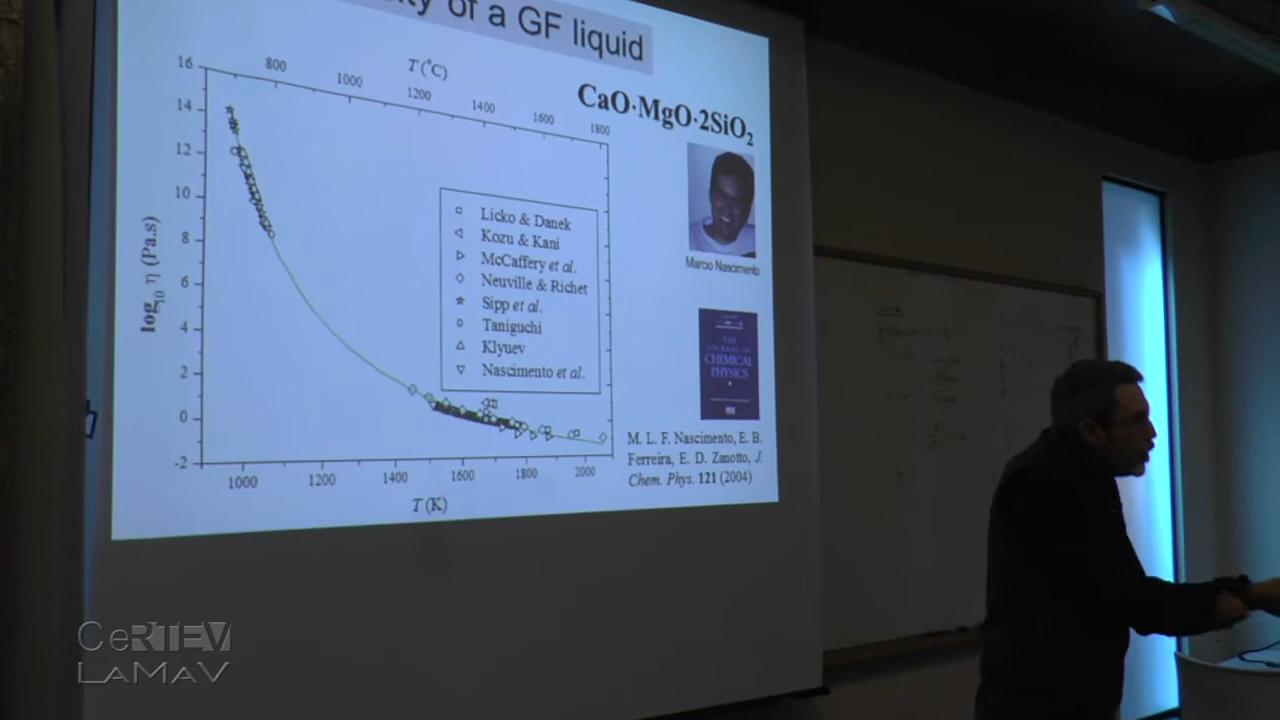 of a GF liquid
CaO·MgO·2SiO₂
T (°C)
800 1000 1200 1400 1600 1800
16
14
12
10
8
6
4
2
0
-2
log₁₀ η (Pa.s)
Licko & Danek
Kozu & Kani
McCaffery et al.
Neuville & Richet
Sipp et al.
Taniguchi
Klyuev
Nascimento et al.
1000 1200 1400 1600 1800 2000
T (K)
Marcio Nascimento
THE
JOURNAL OF
CHEMICAL
PHYSICS
M. L. F. Nascimento, E. B.
Ferreira, E. D. Zanotto, J.
Chem. Phys. 121 (2004)
CeRTEV
LAMAV